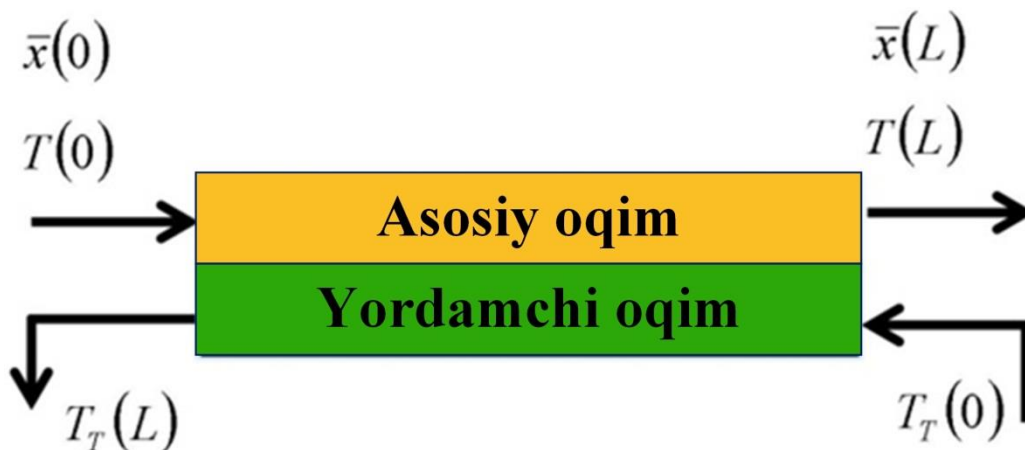 x̅(0)
x̅(L)
T(0)
T(L)
Asosiy oqim
Yordamchi oqim
T_T(L)
T_T(0)